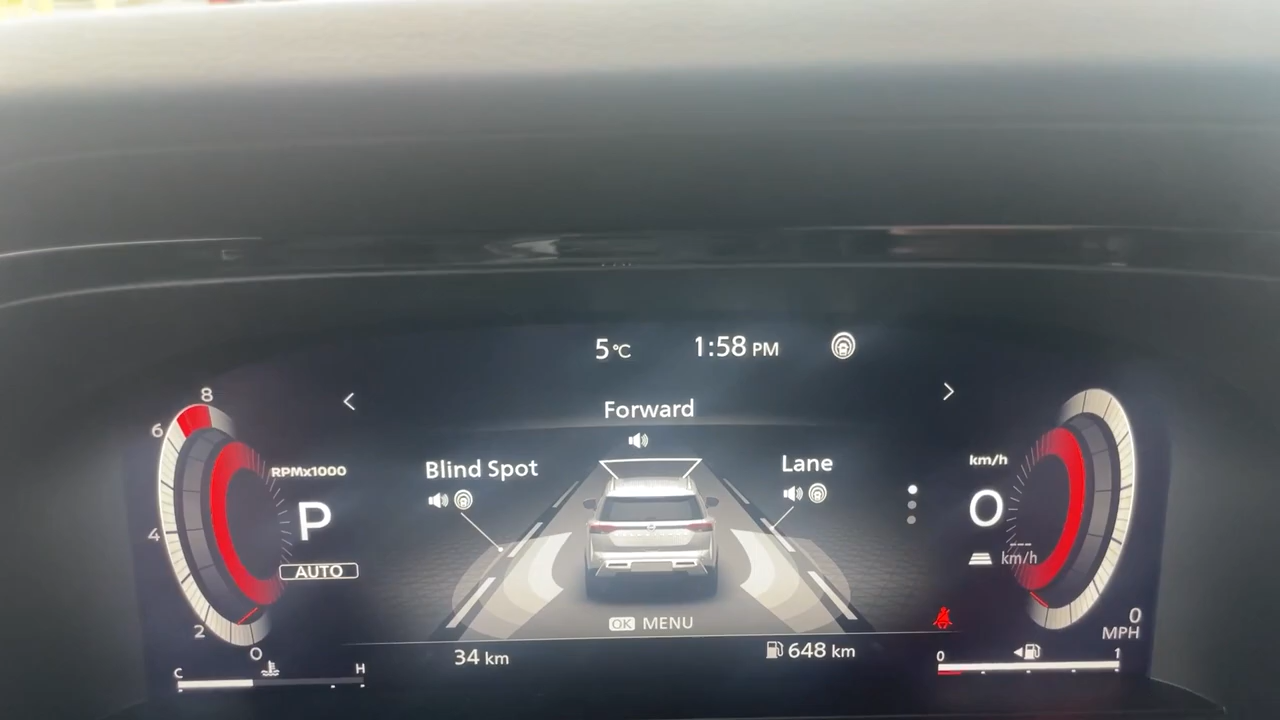 5°C 1:58 PM
Forward
Blind Spot
Lane
8
6
4
2
0
RPMx1000
P
AUTO
km/h
0
--- km/h
0
MPH
OK MENU
34 km
648 km
C H
0 1